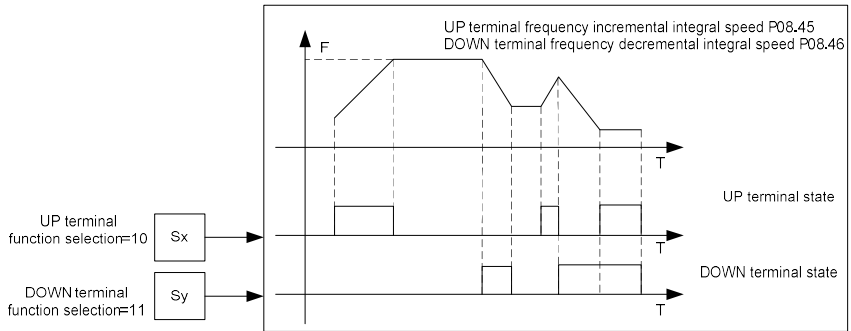 UP terminal frequency incremental integral speed P08.45
DOWN terminal frequency decremental integral speed P08.46
F
T
UP terminal state
UP terminal
function selection=10
Sx
T
DOWN terminal state
DOWN terminal
function selection=11
Sy
T